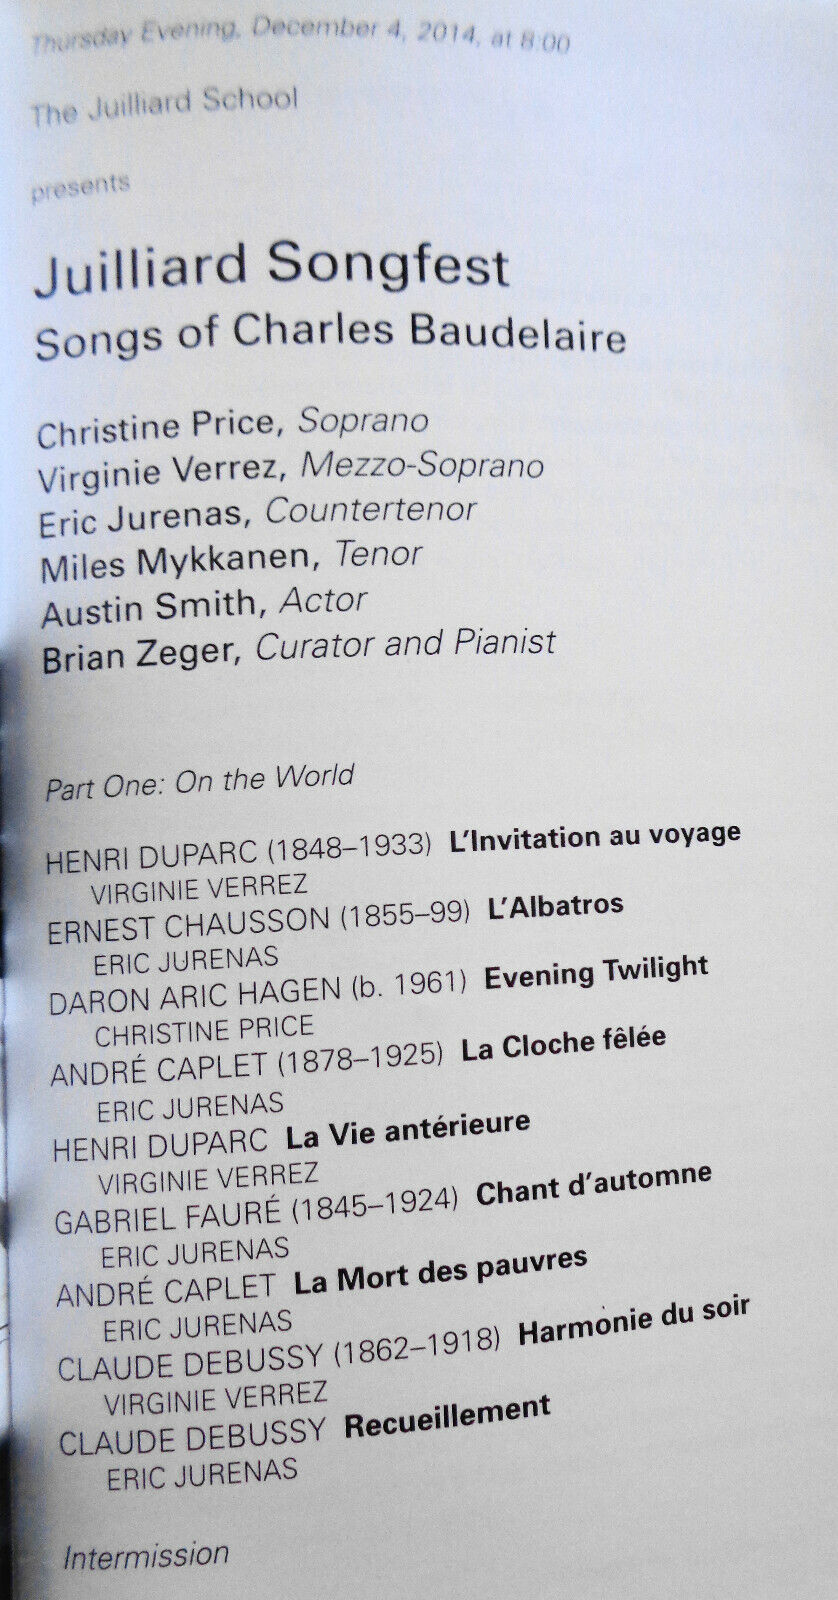 Thursday Evening, December 4, 2014, at 8:00
The Juilliard School
presents
Juilliard Songfest
Songs of Charles Baudelaire
Christine Price, Soprano
Virginie Verrez, Mezzo-Soprano
Eric Jurenas, Countertenor
Miles Mykkanen, Tenor
Austin Smith, Actor
Brian Zeger, Curator and Pianist
Part One: On the World
HENRI DUPARC (1848–1933) L'Invitation au voyage
VIRGINIE VERREZ
ERNEST CHAUSSON (1855–99) L'Albatros
ERIC JURENAS
DARON ARIC HAGEN (b. 1961) Evening Twilight
CHRISTINE PRICE
ANDRÉ CAPLET (1878–1925) La Cloche fêlée
ERIC JURENAS
HENRI DUPARC La Vie antérieure
VIRGINIE VERREZ
GABRIEL FAURÉ (1845–1924) Chant d'automne
ERIC JURENAS
ANDRÉ CAPLET La Mort des pauvres
ERIC JURENAS
CLAUDE DEBUSSY (1862–1918) Harmonie du soir
VIRGINIE VERREZ
CLAUDE DEBUSSY Recueillement
ERIC JURENAS
Intermission